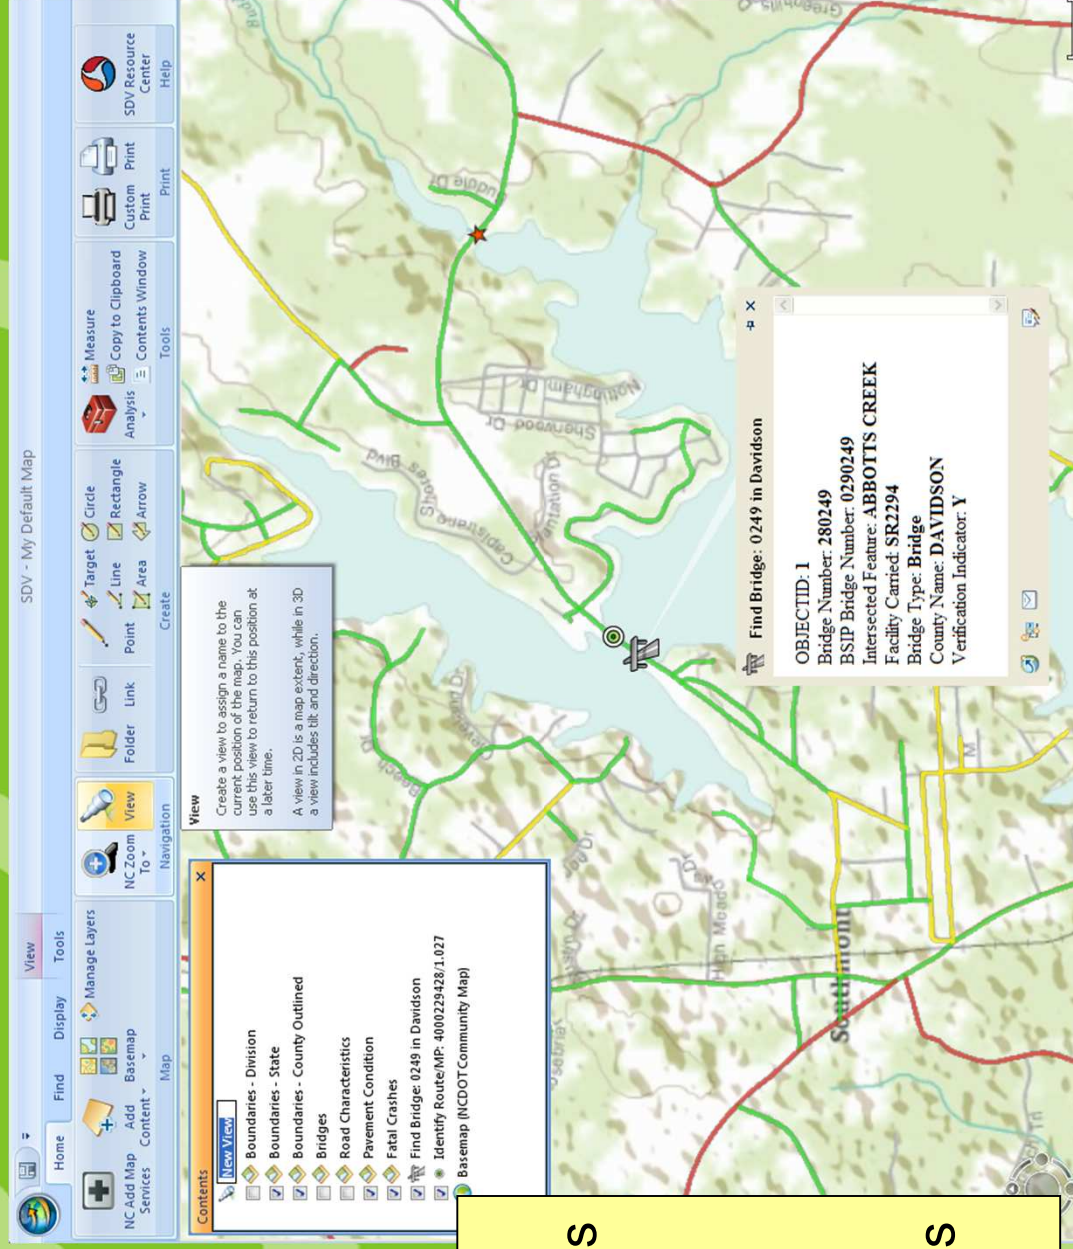 SDV - My Default Map
View
Home
Find
Display
Tools
NC Add Map Services
Add Content
Basemap
Manage Layers
Map
NC Zoom To
View
Navigation
Folder
Link
Point
Target
Line
Area
Circle
Rectangle
Arrow
Create
Analysis
Measure
Copy to Clipboard
Contents Window
Tools
Custom Print
Print
Print
SDV Resource Center
Help
Contents
New View
Boundaries - Division
Boundaries - State
Boundaries - County Outlined
Bridges
Road Characteristics
Pavement Condition
Fatal Crashes
Find Bridge: 0249 in Davidson
Identify Route/MP: 40002229428/1.027
Basemap (NCDOTCommunity Map)
View
Create a view to assign a name to the
current position of the map. You can
use this view to return to this position at
a later time.
A view in 2D is a map extent, while in 3D
a view includes tilt and direction.
Beech Dr
Capistrane
Shores
Blvd
Plantation Dr
Sherwood Dr
Nottingham Dr
Buddle Dr
High Meado
Southmont
Find Bridge: 0249 in Davidson
OBJECTID: 1
Bridge Number: 280249
BSIP Bridge Number: 0290249
Intersected Feature: ABBOTTS CREEK
Facility Carried: SR2294
Bridge Type: Bridge
County Name: DAVIDSON
Verification Indicator: Y
s
s